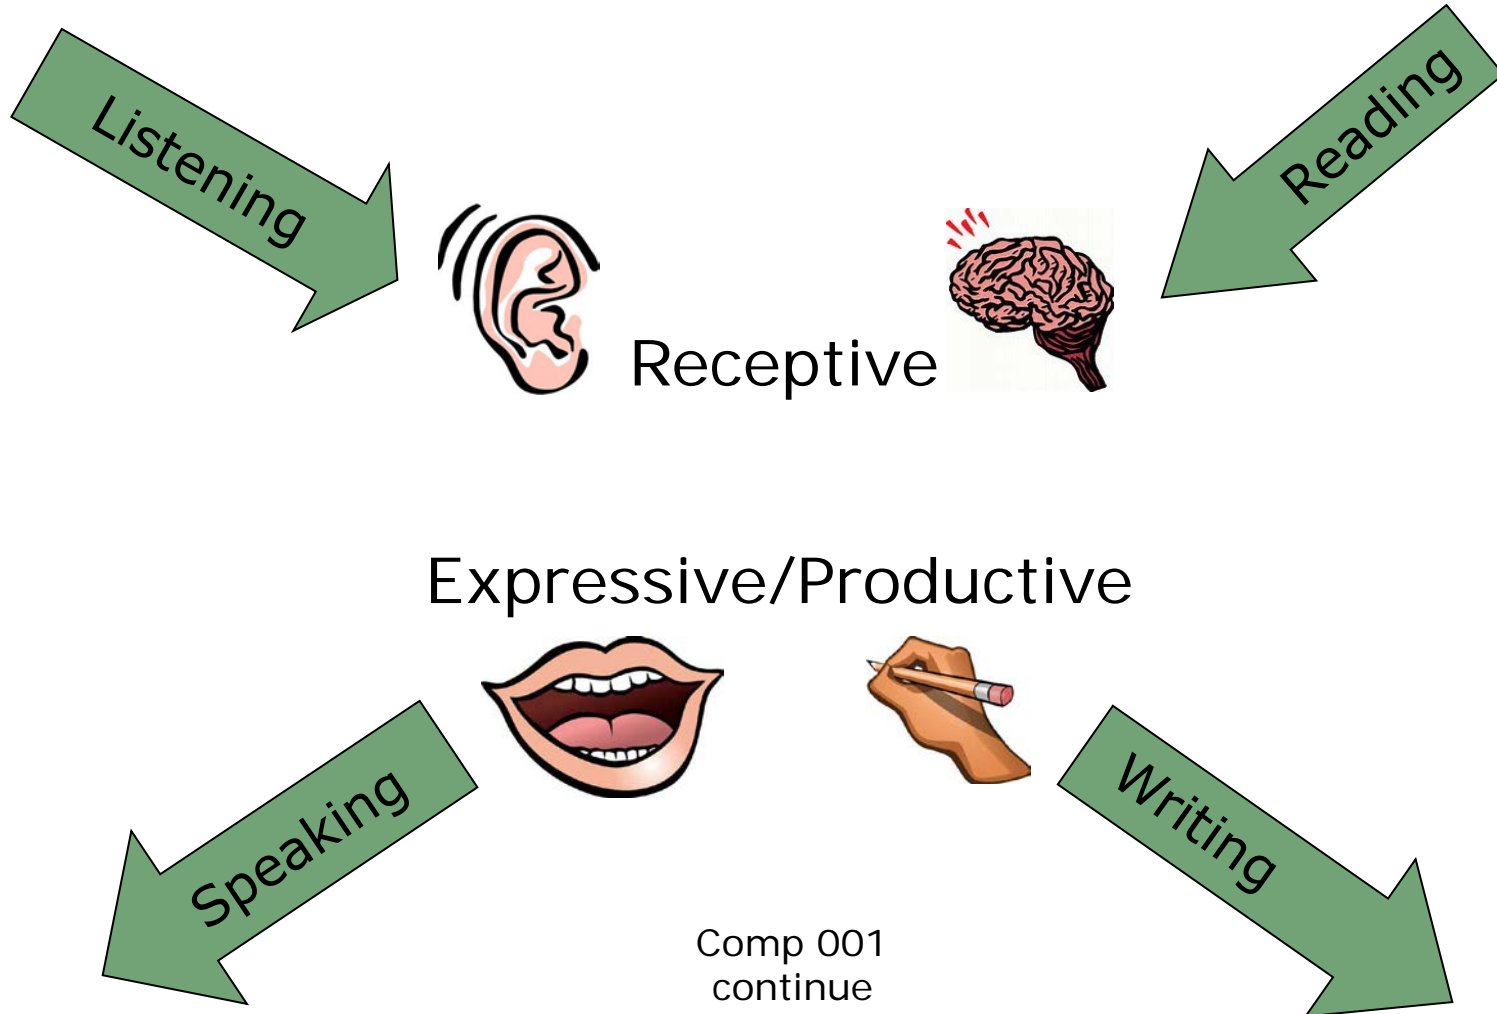 Listening
Reading
Receptive
Expressive/Productive
Speaking
Writing
Comp 001
continue